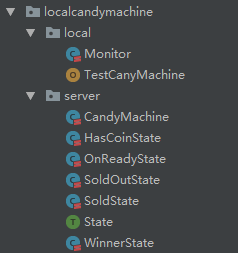 localcandymachine
local
Monitor
TestCanyMachine
server
CandyMachine
HasCoinState
OnReadyState
SoldOutState
SoldState
State
WinnerState